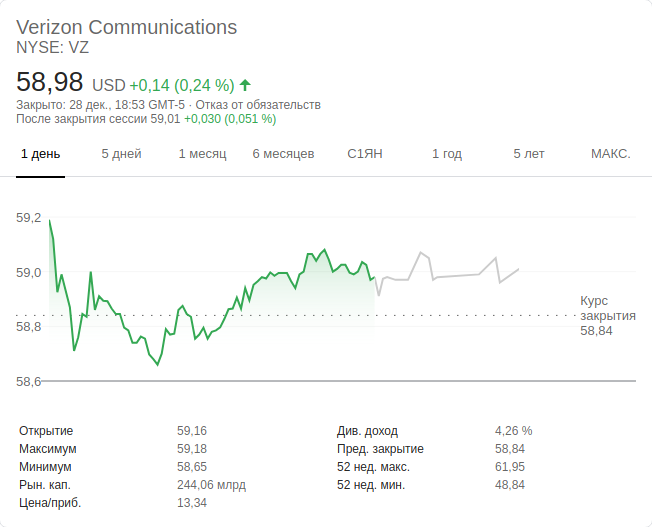 Verizon Communications
NYSE: VZ
58,98 USD +0,14 (0,24 %)
Закрыто: 28 дек., 18:53 GMT-5 · Отказ от обязательств
После закрытия сессии 59,01 +0,030 (0,051 %)
1 день 5 дней 1 месяц 6 месяцев С1ЯН 1 год 5 лет МАКС.
59,2
59,0
58,8
58,6
Курс
закрытия
58,84
Открытие 59,16 Див. доход 4,26 %
Максимум 59,18 Пред. закрытие 58,84
Минимум 58,65 52 нед. макс. 61,95
Рын. кап. 244,06 млрд 52 нед. мин. 48,84
Цена/приб. 13,34